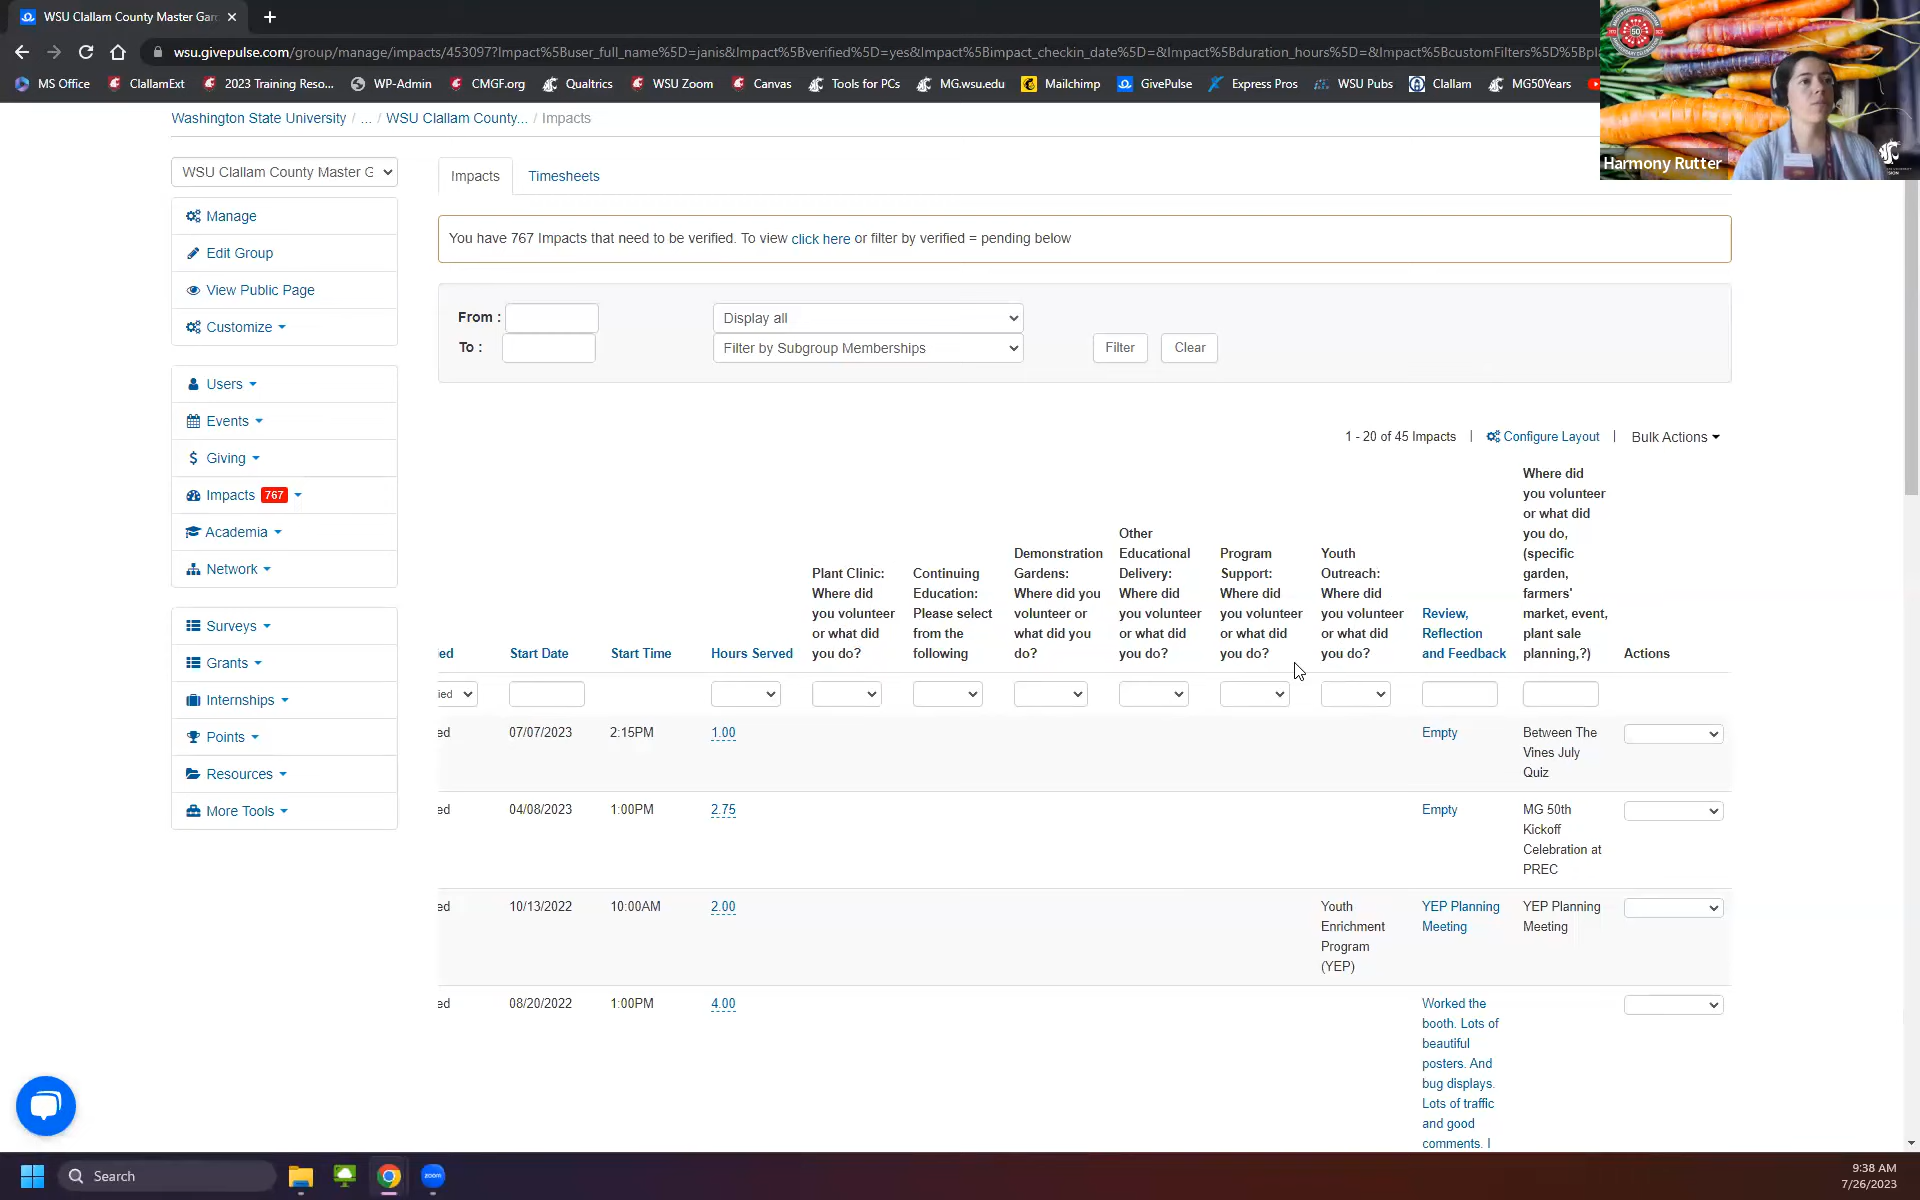 WSU Clallam County Master Gar
wsu.givepulse.com/group/manage/impacts/453097?Impact%5Buser_full_name%5D=janis&Impact%5Bverified%5D=yes&Impact%5Bimpact_checkin_date%5D=&Impact%5Bduration_hours%5D=&Impact%5BcustomFilters%5D%5Bpl
MS Office ClallamExt 2023 Training Reso... WP-Admin CMGF.org Qualtrics WSU Zoom Canvas Tools for PCs MG.wsu.edu Mailchimp GivePulse Express Pros WSU Pubs Clallam MG50Years
Harmony Rutter
Washington State University / ... / WSU Clallam County... / Impacts
WSU Clallam County Master G
Manage
Edit Group
View Public Page
Customize
Users
Events
Giving
Impacts 767
Academia
Network
Surveys
Grants
Internships
Points
Resources
More Tools
Impacts Timesheets
You have 767 Impacts that need to be verified. To view click here or filter by verified = pending below
From : Display all
To : Filter by Subgroup Memberships Filter Clear
1 - 20 of 45 Impacts | Configure Layout | Bulk Actions
ed
Start Date
Start Time
Hours Served
Plant Clinic:
Where did
you volunteer
or what did
you do?
Continuing
Education:
Please select
from the
following
Demonstration
Gardens:
Where did you
volunteer or
what did you
do?
Other
Educational
Delivery:
Where did
you volunteer
or what did
you do?
Program
Support:
Where did
you volunteer
or what did
you do?
Youth
Outreach:
Where did
you volunteer
or what did
you do?
Review,
Reflection
and Feedback
Where did
you volunteer
or what did
you do,
(specific
garden,
farmers'
market, event,
plant sale
planning,?)
Actions
ied
ed 07/07/2023 2:15PM 1.00 Empty Between The
Vines July
Quiz
ed 04/08/2023 1:00PM 2.75 Empty MG 50th
Kickoff
Celebration at
PREC
ed 10/13/2022 10:00AM 2.00
Youth
Enrichment
Program
(YEP)
YEP Planning
Meeting
YEP Planning
Meeting
ed 08/20/2022 1:00PM 4.00
Worked the
booth. Lots of
beautiful
posters. And
bug displays.
Lots of traffic
and good
comments. I
Search
zoom
9:38 AM
7/26/2023